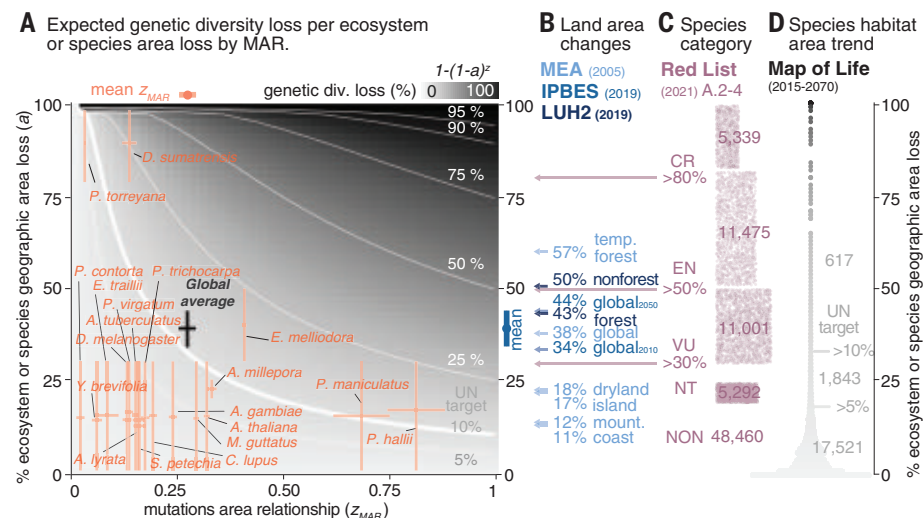 A Expected genetic diversity loss per ecosystem
or species area loss by MAR.
mean zMAR
1-(1-a)z
genetic div. loss (%) 0 100
% ecosystem or species geographic area loss (a)
100
75
50
25
0
95 %
90 %
75 %
50 %
25 %
UN
target
10%
5%
D. sumatrensis
P. torreyana
P. contorta
P. trichocarpa
E. traillii
Global
average
P. virgatum
A. tuberculatus
D. melanogaster
E. melliodora
A. millepora
Y. brevifolia
P. maniculatus
A. gambiae
A. thaliana
M. guttatus
P. hallii
A. lyrata
S. petechia
C. lupus
0 0.25 0.50 0.75 1
mutations area relationship (zMAR)
100
75
50
mean
25
0
B Land area
changes
MEA (2005)
IPBES (2019)
LUH2 (2019)
57% temp.
forest
50% nonforest
44% global2050
43% forest
38% global
34% global2010
18% dryland
17% island
12% mount.
11% coast
C Species
category
Red List
(2021) A.2-4
5,339
CR
>80%
11,475
EN
>50%
11,001
VU
>30%
NT 5,292
NON 48,460
D Species habitat
area trend
Map of Life
(2015-2070)
617
UN
target
>10%
1,843
>5%
17,521
100
75
50
25
0
% ecosystem or species geographic area loss